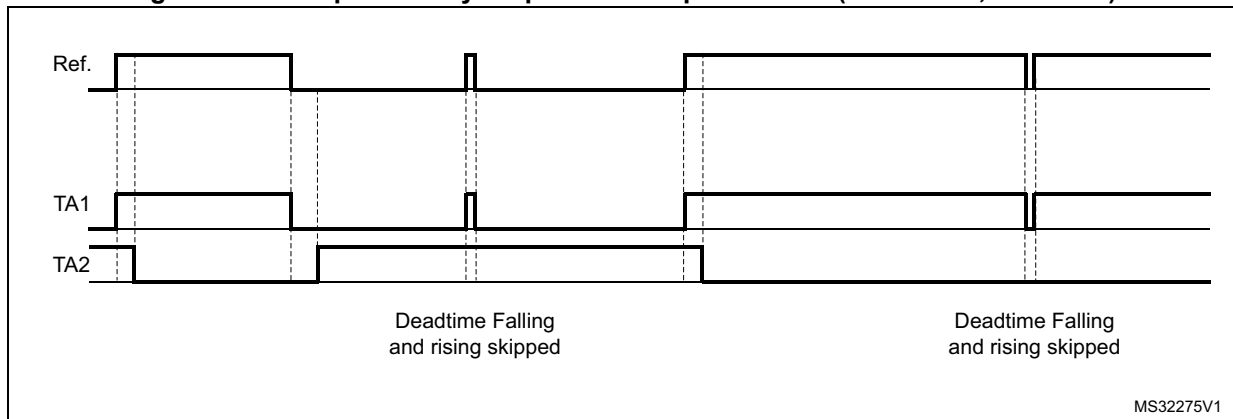 Ref.
TA1
TA2
Deadtime Falling
and rising skipped
Deadtime Falling
and rising skipped
MS32275V1